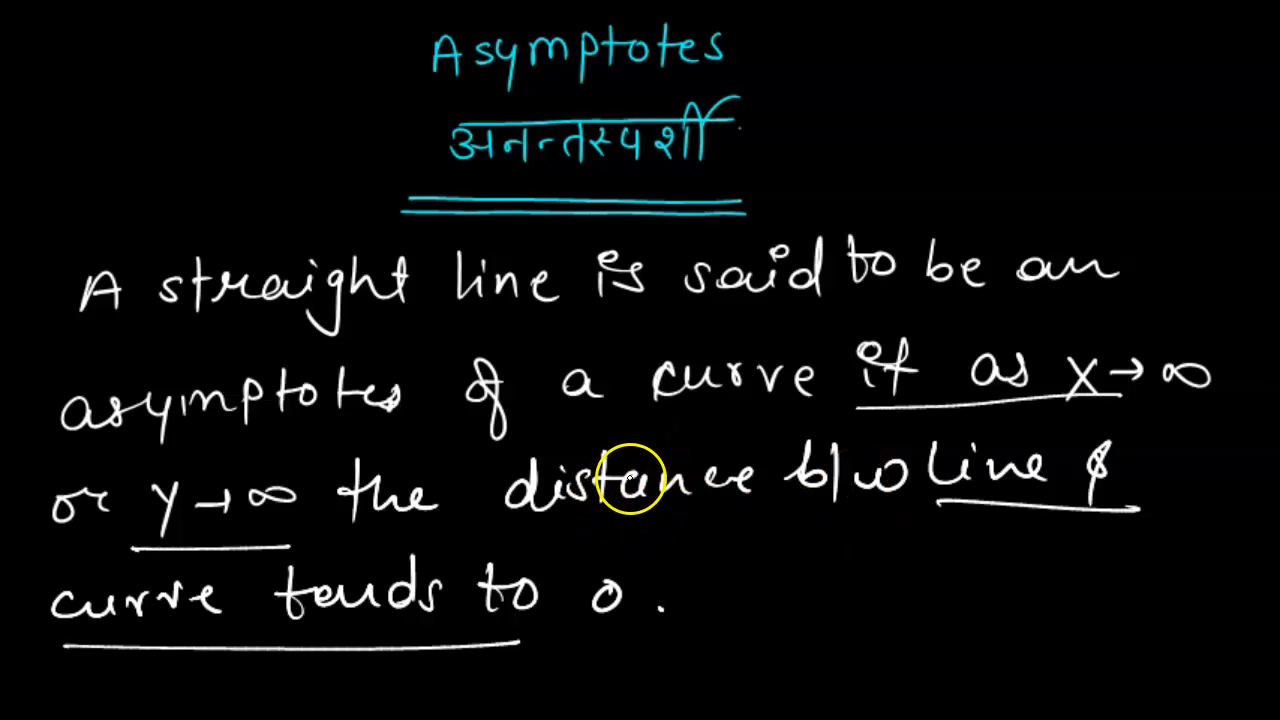 Asymptotes
अनन्तस्पर्शी
A straight line is said to be an
asymptotes of a curve if as x→∞
or y→∞ the distance b/w line &
curve tends to 0.